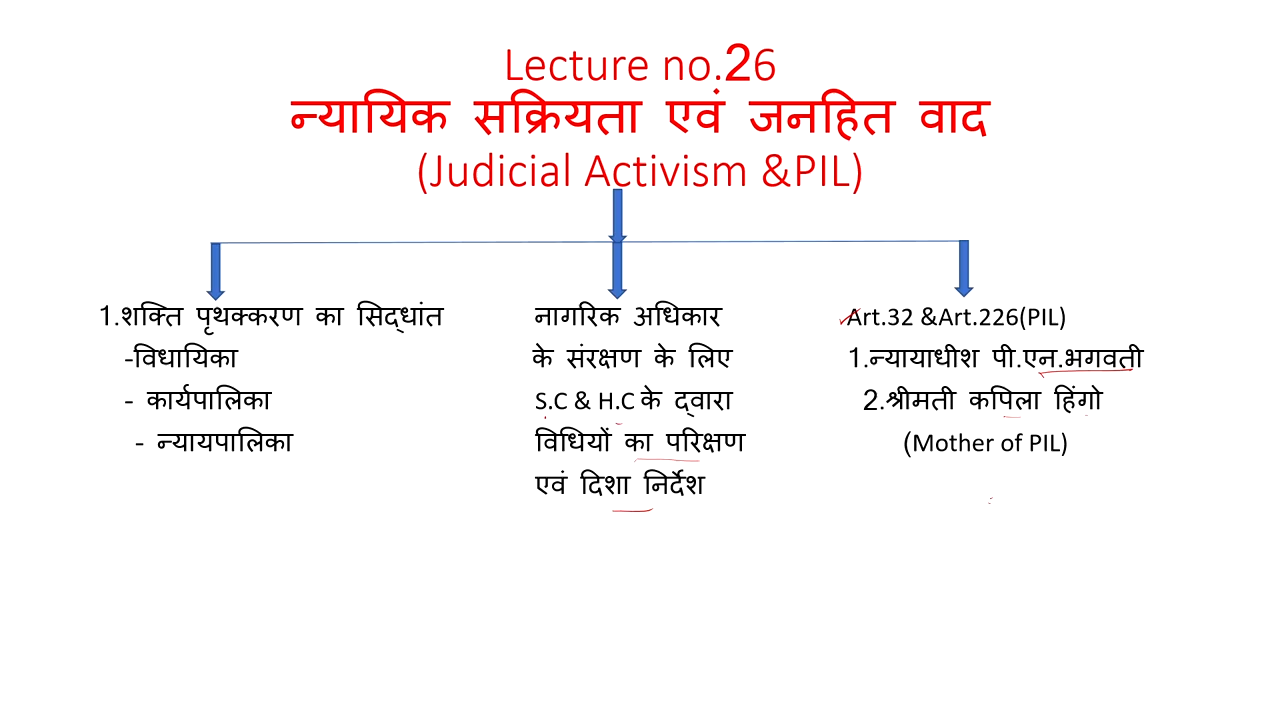 Lecture no.26
न्यायिक सक्रियता एवं जनहित वाद
(Judicial Activism &PIL)
1.शक्ति पृथक्करण का सिद्धांत
-विधायिका
- कार्यपालिका
- न्यायपालिका
नागरिक अधिकार
के संरक्षण के लिए
S.C & H.C के द्वारा
विधियों का परिक्षण
एवं दिशा निर्देश
Art.32 &Art.226(PIL)
1.न्यायाधीश पी.एन.भगवती
2.श्रीमती कपिला हिंगो
(Mother of PIL)